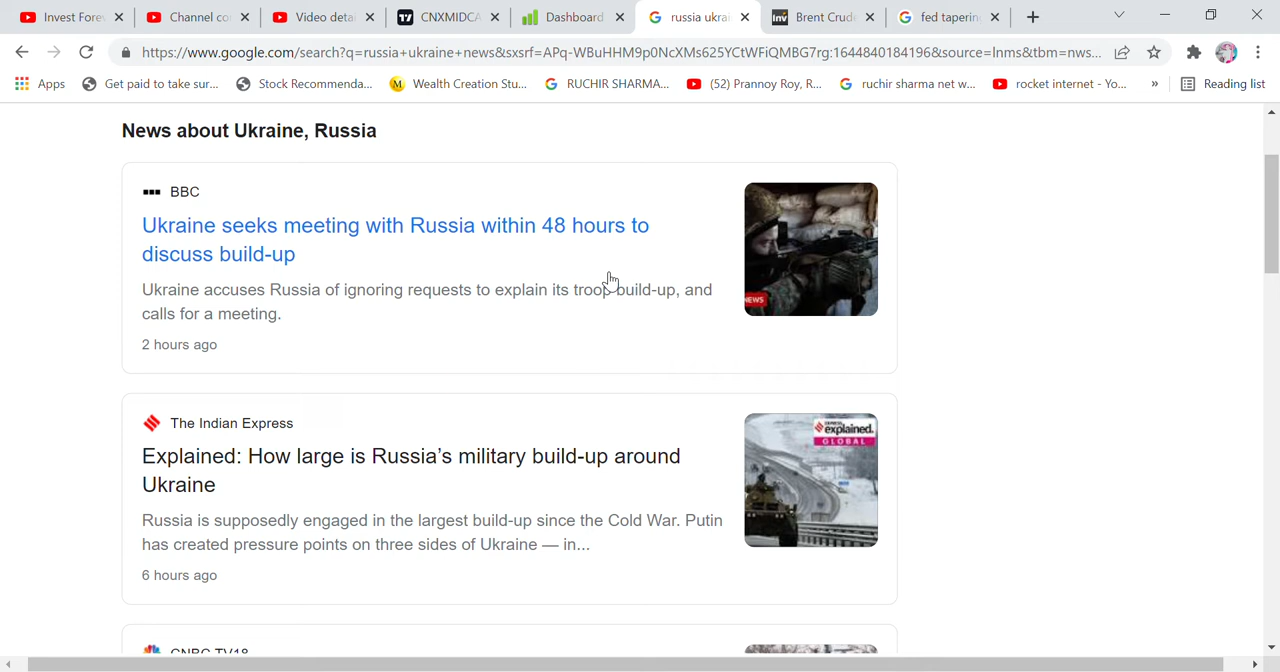 Invest Fore
Channel co
Video deta
CNXMIDCA
Dashboard
russia ukrai
Brent Crud
fed tapering
https://www.google.com/search?q=russia+ukraine+news&sxsrf=APq-WBuHHM9p0NcXMs625YCtWFiQMBG7rg:1644840184196&source=lnms&tbm=nws...
Apps
Get paid to take sur...
Stock Recommenda...
M Wealth Creation Stu...
RUCHIR SHARMA...
(52) Prannoy Roy, R...
ruchir sharma net w...
rocket internet - Yo...
»
Reading list
News about Ukraine, Russia
BBC
Ukraine seeks meeting with Russia within 48 hours to
discuss build-up
Ukraine accuses Russia of ignoring requests to explain its troop build-up, and
calls for a meeting.
2 hours ago
NEWS
The Indian Express
Explained: How large is Russia's military build-up around
Ukraine
Russia is supposedly engaged in the largest build-up since the Cold War. Putin
has created pressure points on three sides of Ukraine — in...
6 hours ago
explained.
GLOBAL
CNBC TV18